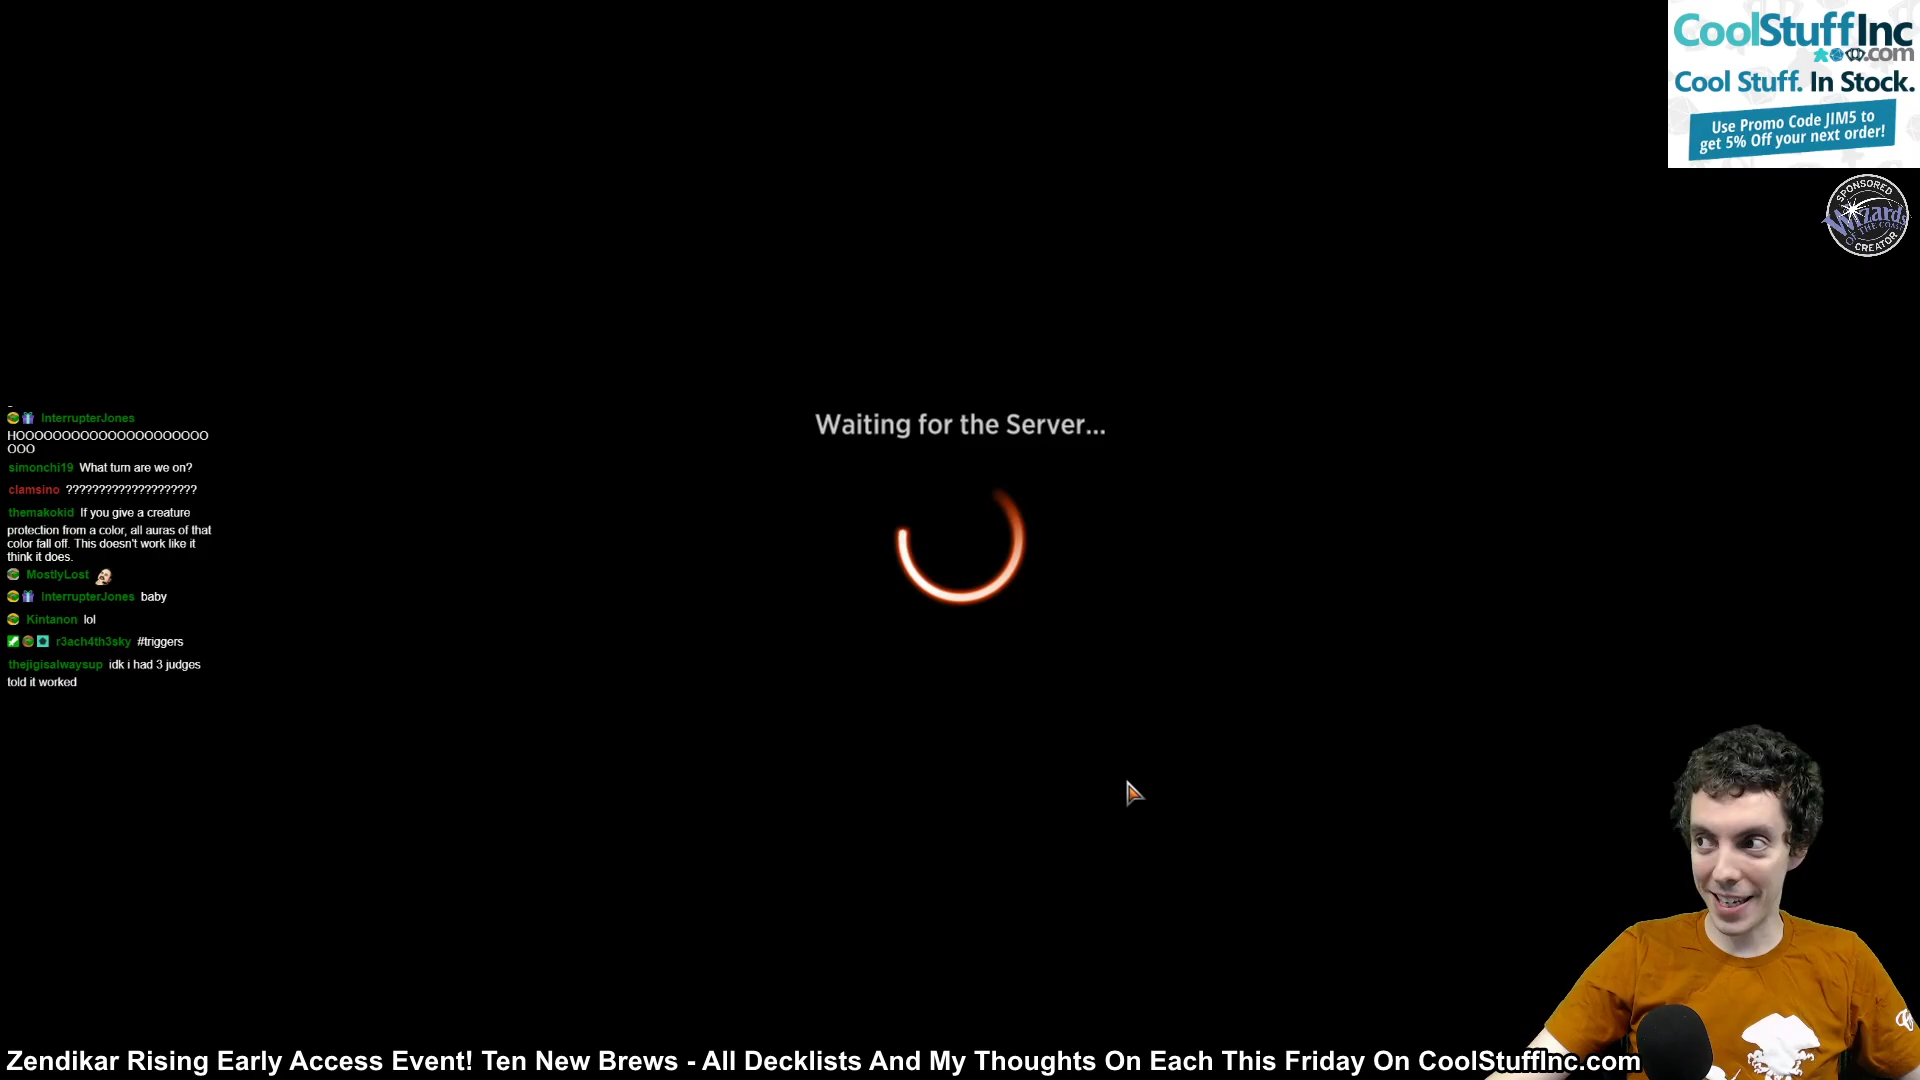 CoolStuffInc
.com
Cool Stuff. In Stock.
Use Promo Code JIM5 to
get 5% Off your next order!
SPONSORED
Wizards
OF THE COAST
CREATOR
Waiting for the Server...
InterrupterJones
HOOOOOOOOOOOOOOOOOOOOO
OOO
simonchi19 What turn are we on?
clamsino ????????????????????
themakokid If you give a creature
protection from a color, all auras of that
color fall off. This doesn't work like it
think it does.
MostlyLost
InterrupterJones baby
Kintanon lol
r3ach4th3sky #triggers
thejigisalwaysup idk i had 3 judges
told it worked
Zendikar Rising Early Access Event! Ten New Brews - All Decklists And My Thoughts On Each This Friday On CoolStuffInc.com